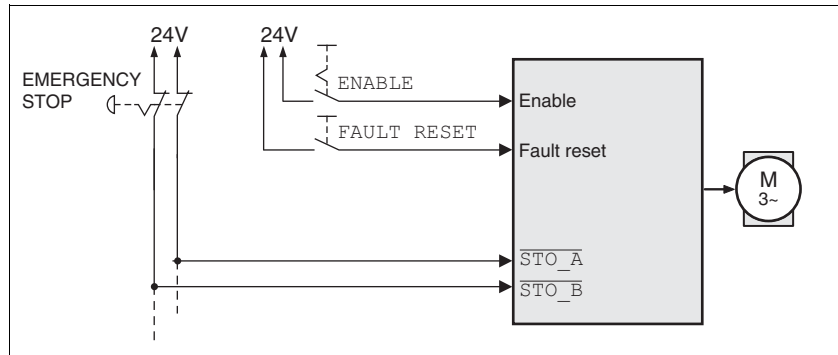 24V
24V
EMERGENCY
STOP
ENABLE
Enable
FAULT RESET
Fault reset
M
3~
STO_A
STO_B